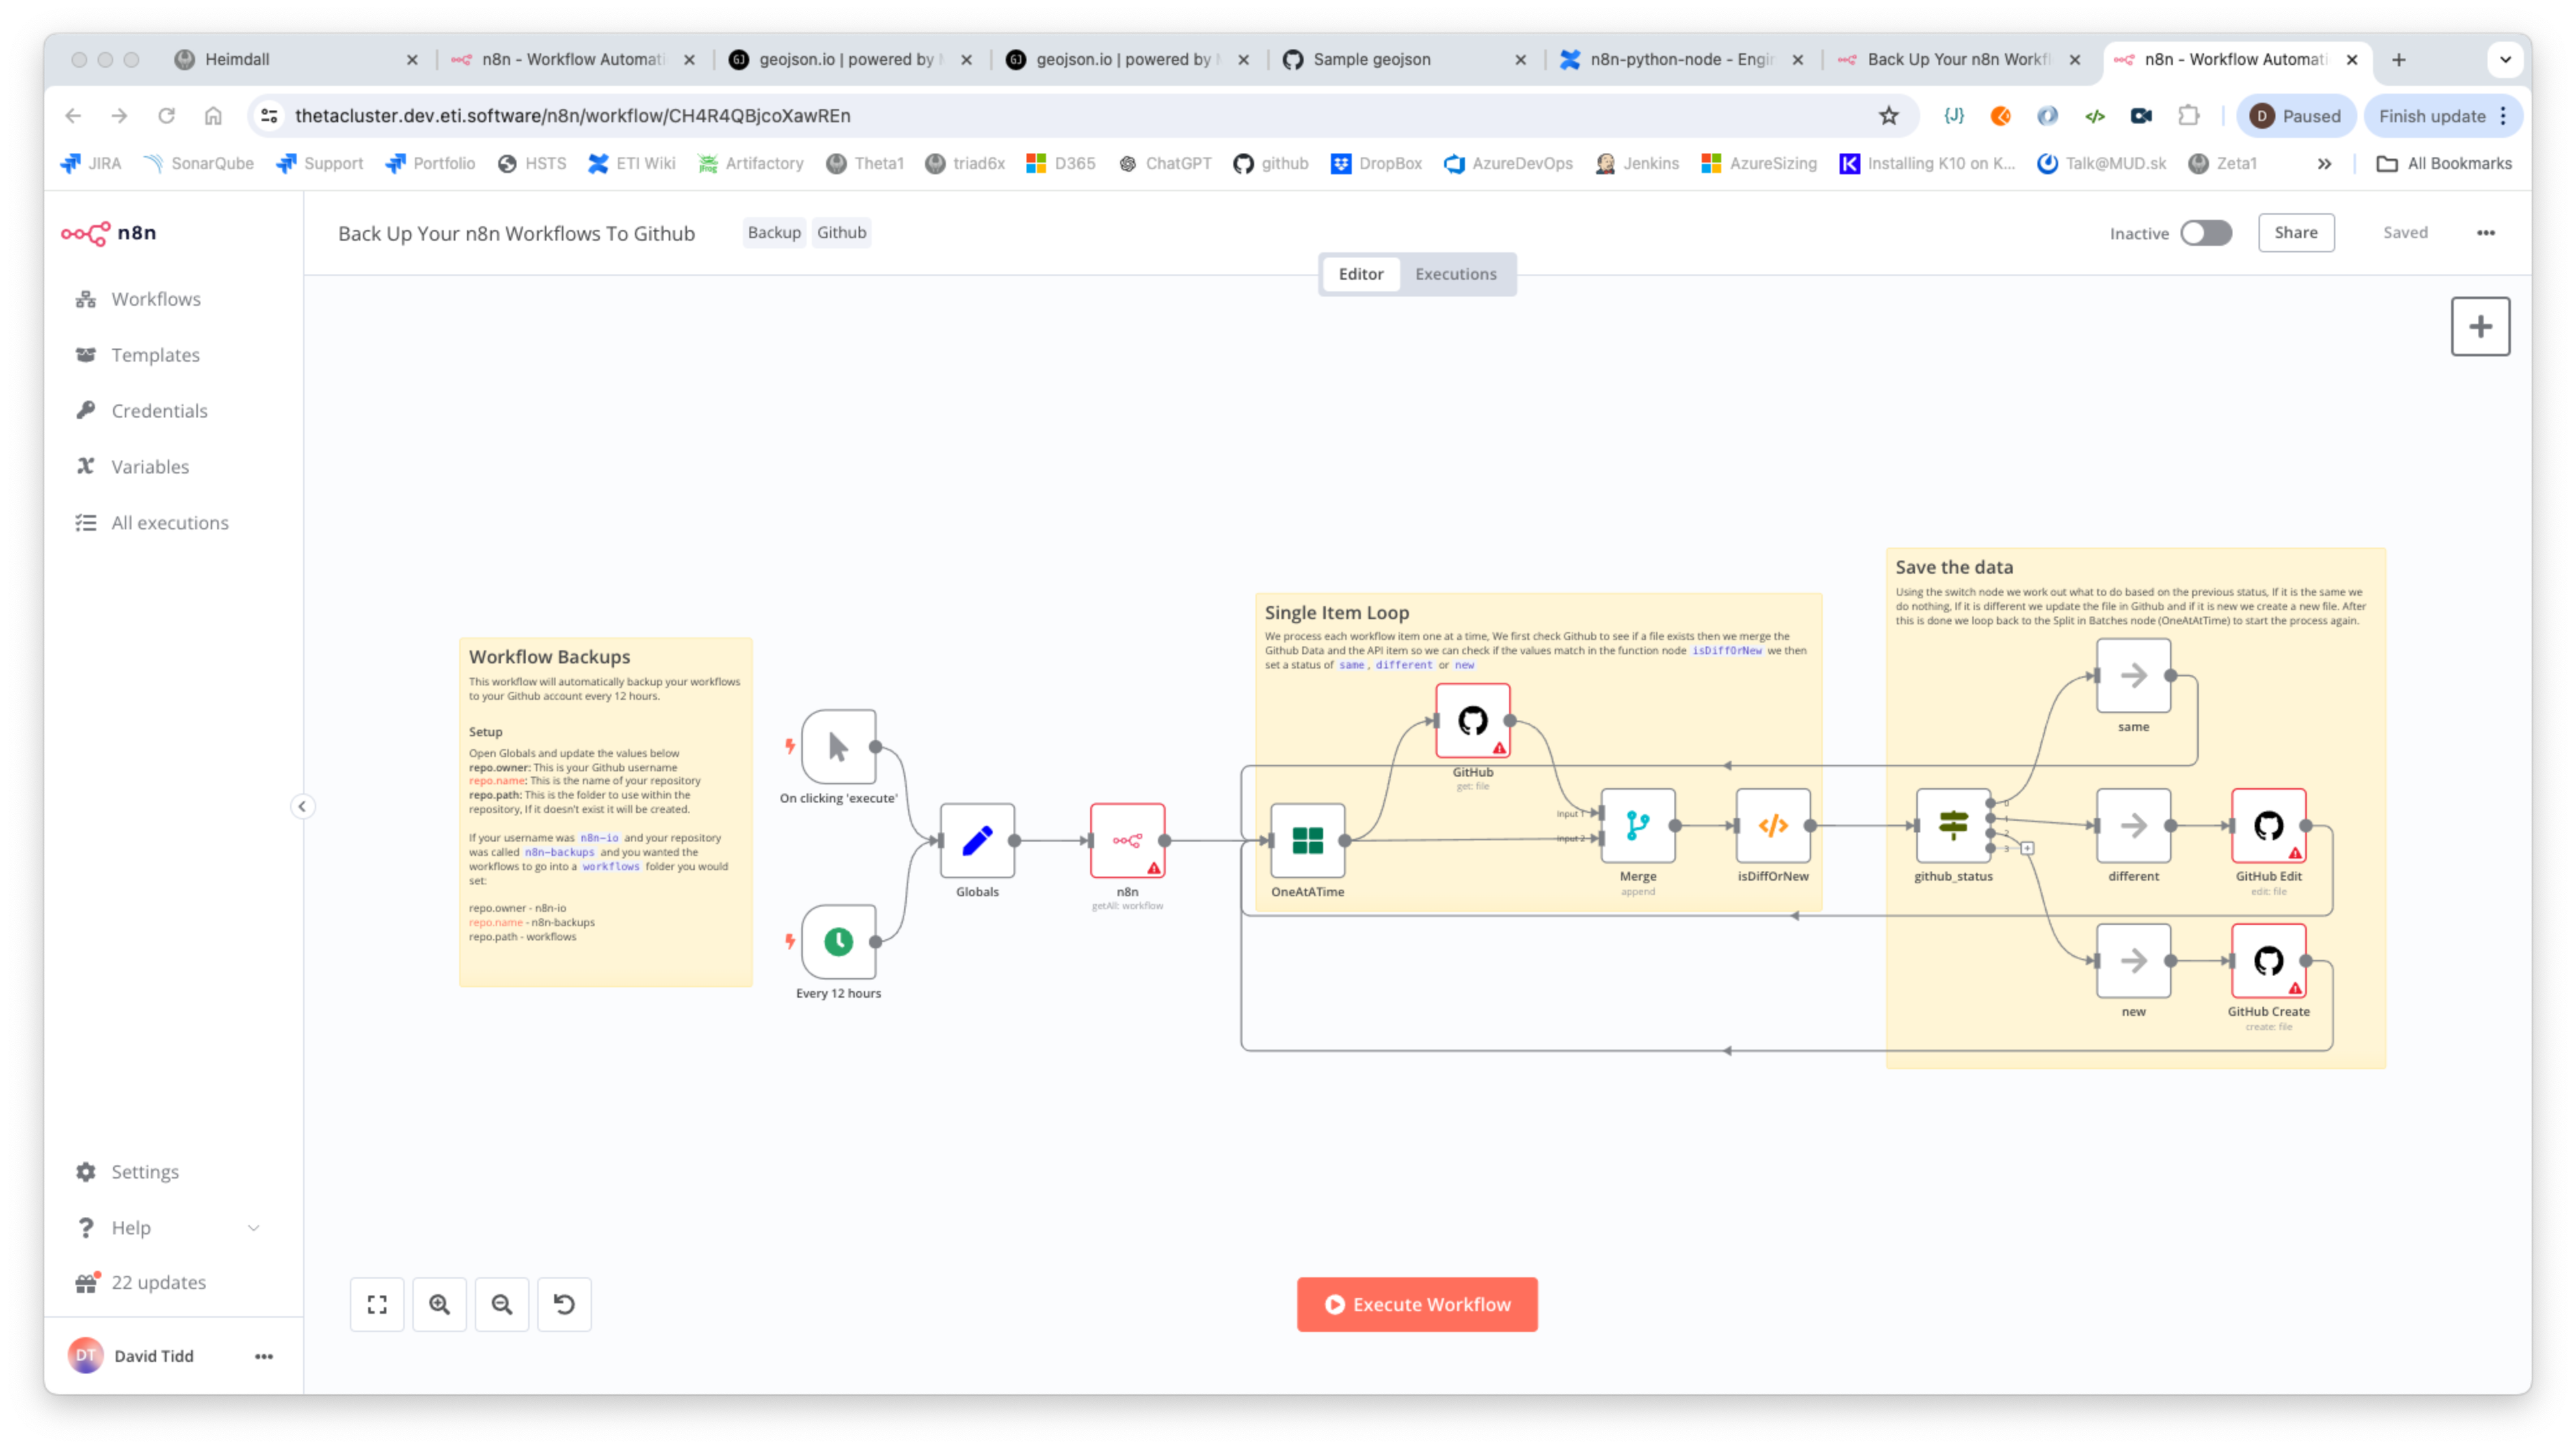 Heimdall
n8n - Workflow Automati
geojson.io | powered by
geojson.io | powered by
Sample geojson
n8n-python-node - Engin
Back Up Your n8n Workfl
n8n - Workflow Automati
thetacluster.dev.eti.software/n8n/workflow/CH4R4QBjcoXawREn
{J}
D Paused
Finish update
JIRA
SonarQube
Support
Portfolio
HSTS
ETI Wiki
Artifactory
Theta1
triad6x
D365
ChatGPT
github
DropBox
AzureDevOps
Jenkins
AzureSizing
Installing K10 on K...
Talk@MUD.sk
Zeta1
All Bookmarks
n8n
Back Up Your n8n Workflows To Github
Backup
Github
Inactive
Share
Saved
Editor
Executions
Workflows
Templates
Credentials
Variables
All executions
Workflow Backups
This workflow will automatically backup your workflows
to your Github account every 12 hours.
Setup
Open Globals and update the values below
repo.owner: This is your Github username
repo.name: This is the name of your repository
repo.path: This is the folder to use within the
repository, If it doesn't exist it will be created.
If your username was n8n-io and your repository
was called n8n-backups and you wanted the
workflows to go into a workflows folder you would
set:
repo.owner - n8n-io
repo.name - n8n-backups
repo.path - workflows
On clicking 'execute'
Every 12 hours
Globals
n8n
getAll: workflow
Single Item Loop
We process each workflow item one at a time, We first check Github to see if a file exists then we merge the
Github Data and the API item so we can check if the values match in the function node isDiffOrNew we then
set a status of same, different or new
GitHub
get: file
OneAtATime
Input 1
Input 2
Merge
append
isDiffOrNew
Save the data
Using the switch node we work out what to do based on the previous status, If it is the same we
do nothing, If it is different we update the file in Github and if it is new we create a new file. After
this is done we loop back to the Split in Batches node (OneAtAtTime) to start the process again.
same
0
1
2
3
github_status
different
GitHub Edit
edit: file
new
GitHub Create
create: file
Settings
Help
22 updates
Execute Workflow
DT
David Tidd